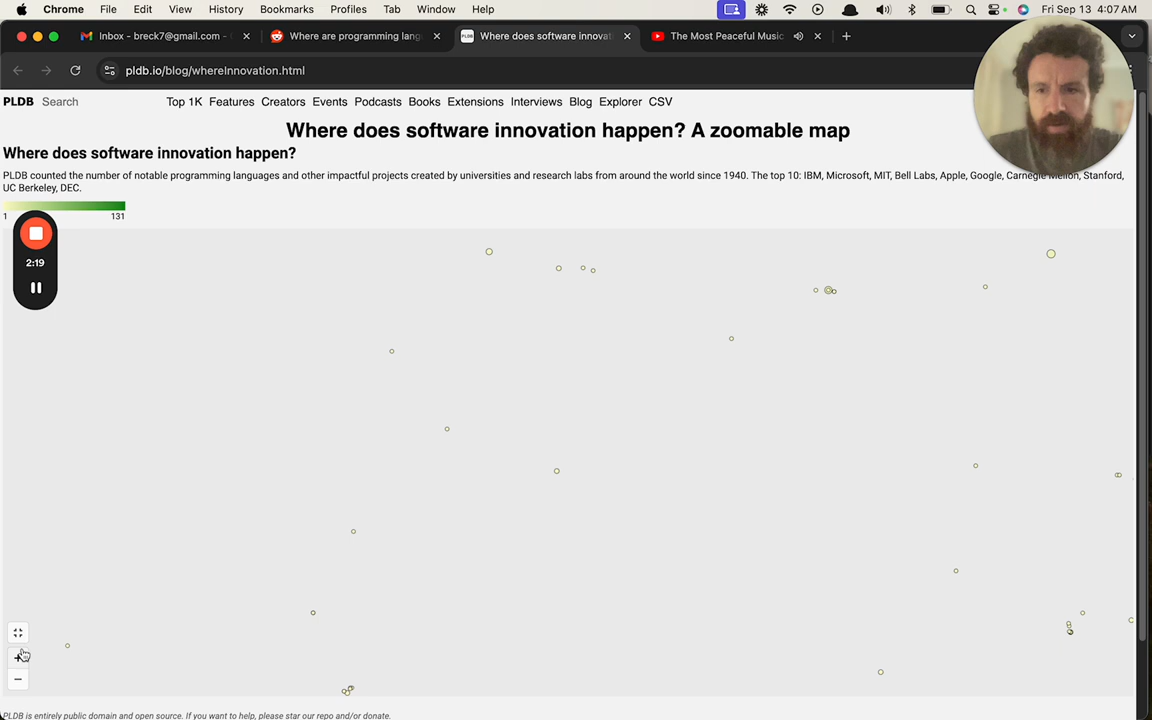 Chrome File Edit View History Bookmarks Profiles Tab Window Help Fri Sep 13 4:07 AM
Inbox - breck7@gmail.com - Where are programming lang Where does software innovat The Most Peaceful Music
pldb.io/blog/whereInnovation.html
PLDB Search Top 1K Features Creators Events Podcasts Books Extensions Interviews Blog Explorer CSV
Where does software innovation happen? A zoomable map
Where does software innovation happen?
PLDB counted the number of notable programming languages and other impactful projects created by universities and research labs from around the world since 1940. The top 10: IBM, Microsoft, MIT, Bell Labs, Apple, Google, Carnegie Mellon, Stanford,
UC Berkeley, DEC.
1 131
2:19
PLDB is entirely public domain and open source. If you want to help, please star our repo and/or donate.